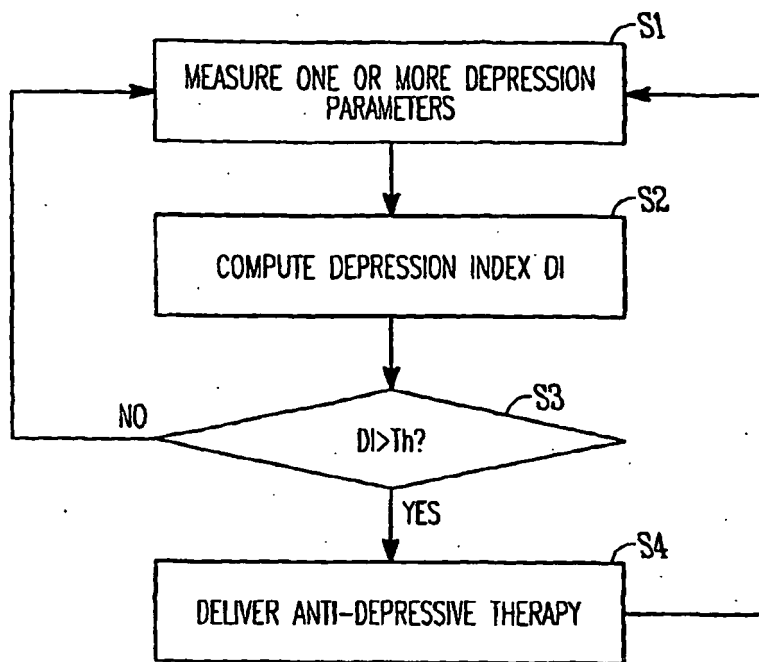 S1
MEASURE ONE OR MORE DEPRESSION
PARAMETERS
S2
COMPUTE DEPRESSION INDEX DI
S3
NO
DI>Th?
YES
S4
DELIVER ANTI-DEPRESSIVE THERAPY